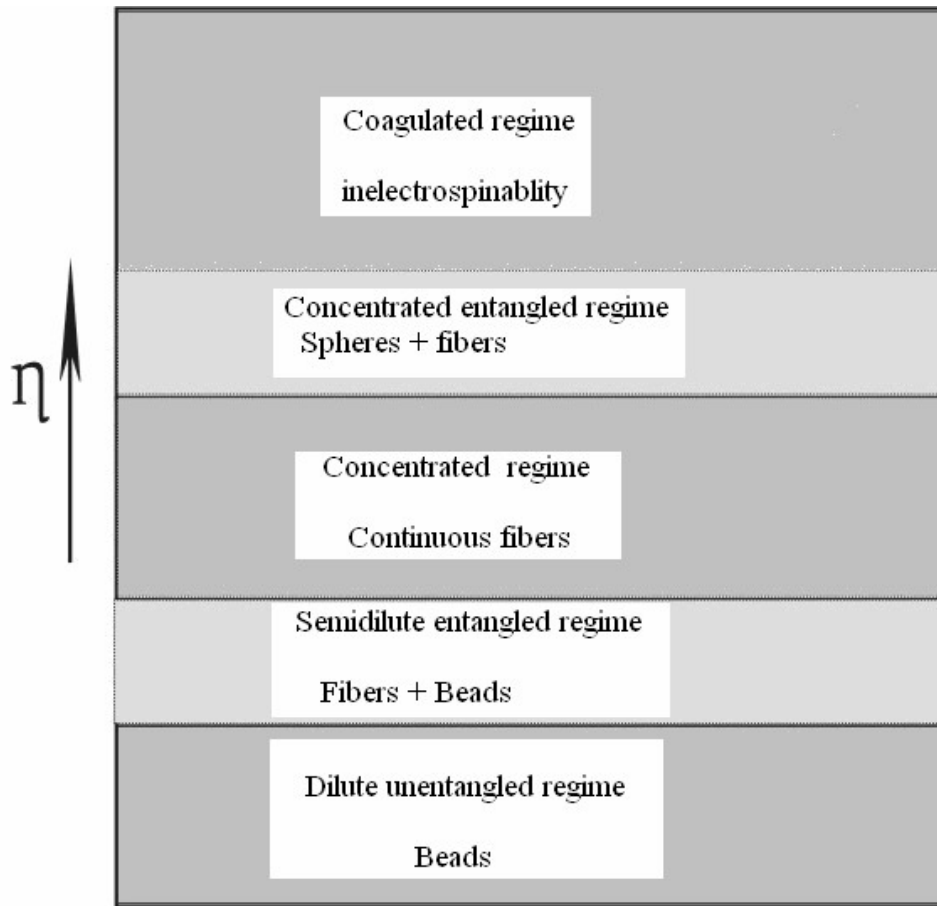 Coagulated regime
inelectrospinablity
Concentrated entangled regime
Spheres + fibers
η
Concentrated regime
Continuous fibers
Semidilute entangled regime
Fibers + Beads
Dilute unentangled regime
Beads